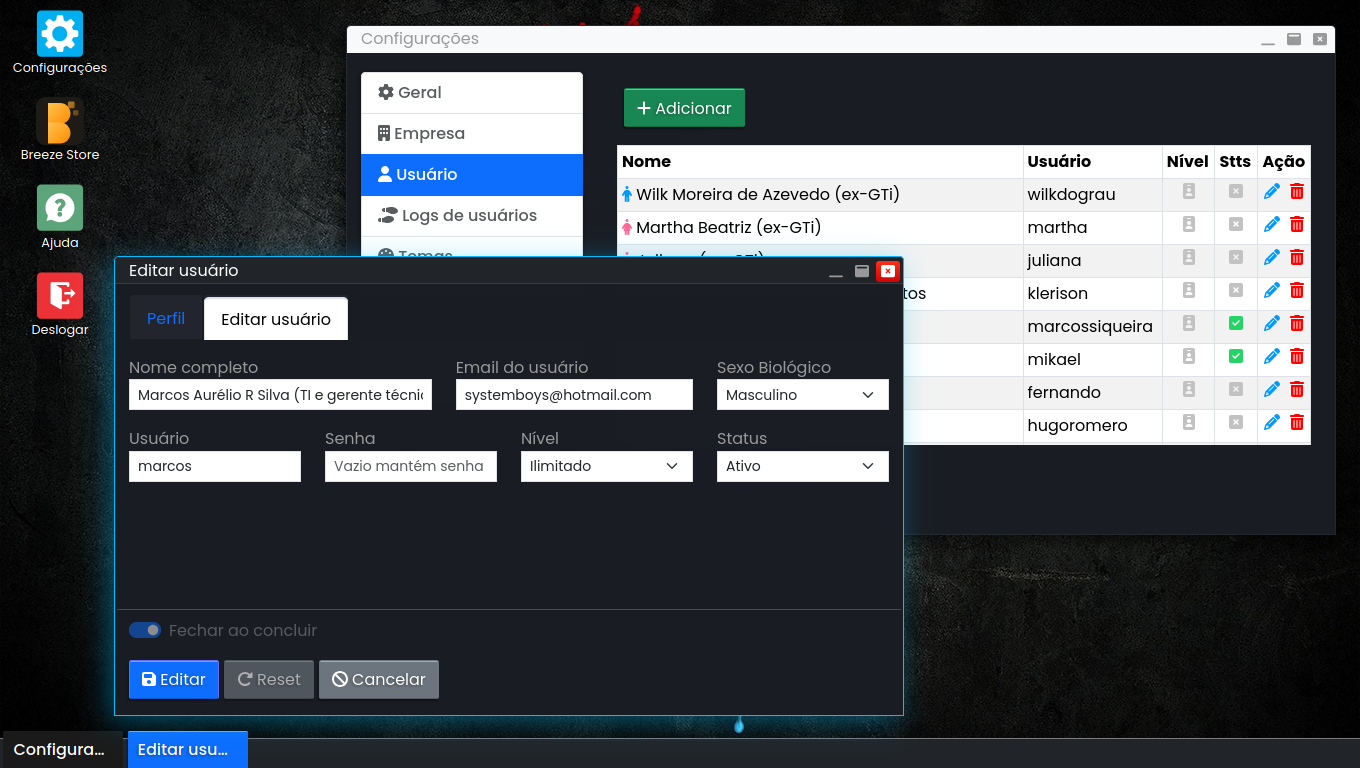 Configurações
Breeze Store
Ajuda
Deslogar
Configurações
Geral
Empresa
Usuário
Logs de usuários
Temas
Adicionar
Nome Usuário Nível Stts Ação
Wilk Moreira de Azevedo (ex-GTi) wilkdograu
Martha Beatriz (ex-GTi) martha
juliana
tos klerison
marcossiqueira
mikael
fernando
hugoromero
Editar usuário
Perfil Editar usuário
Nome completo Email do usuário Sexo Biológico
Marcos Aurélio R Silva (TI e gerente técnic systemboys@hotmail.com Masculino
Usuário Senha Nível Status
marcos Vazio mantém senha Ilimitado Ativo
Fechar ao concluir
Editar Reset Cancelar
Configura... Editar usu...